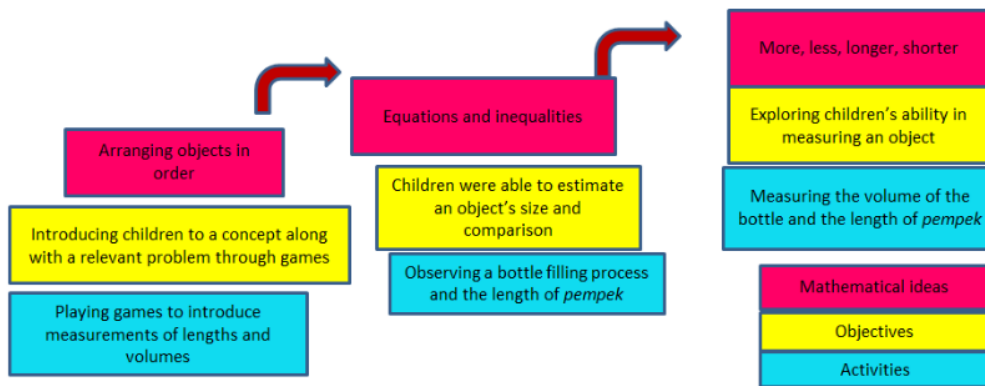 Arranging objects in
order
Introducing children to a concept along
with a relevant problem through games
Playing games to introduce
measurements of lengths and
volumes
Equations and inequalities
Children were able to estimate
an object's size and
comparison
Observing a bottle filling process
and the length of pempek
More, less, longer, shorter
Exploring children's ability in
measuring an object
Measuring the volume of the
bottle and the length of pempek
Mathematical ideas
Objectives
Activities